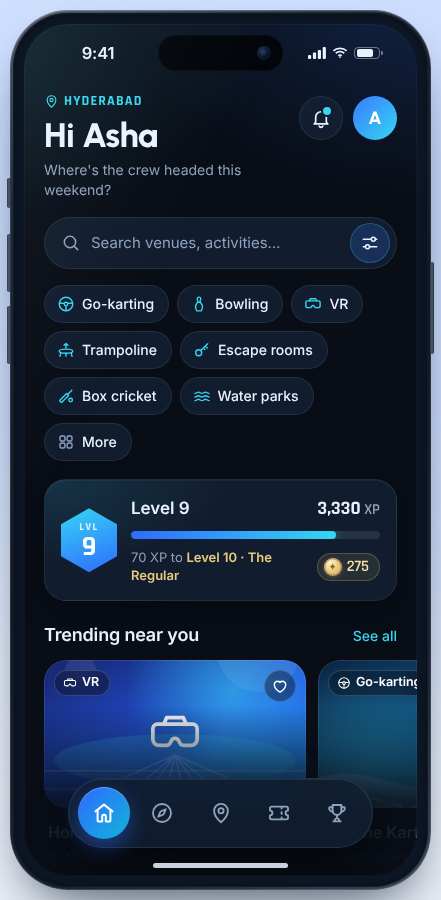 9:41
HYDERABAD
Hi Asha
A
Where's the crew headed this
weekend?
Search venues, activities...
Go-karting
Bowling
VR
Trampoline
Escape rooms
Box cricket
Water parks
More
LVL
9
Level 9
3,330 XP
70 XP to Level 10 · The
Regular
275
Trending near you
See all
VR
Go-karting